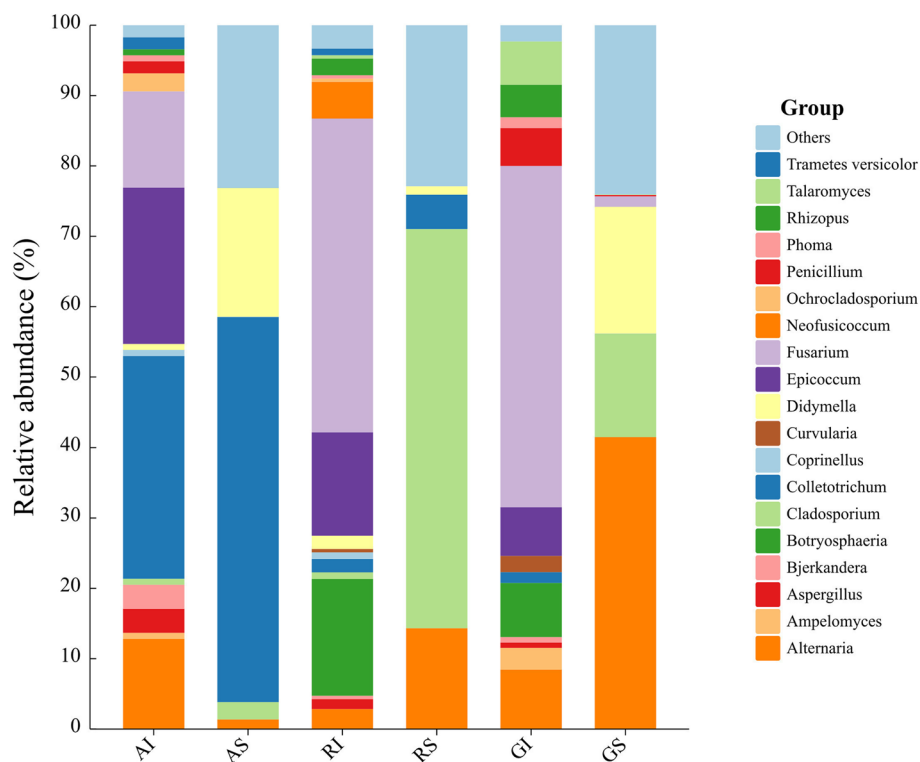 Relative abundance (%)
100
90
80
70
60
50
40
30
20
10
0
AI
AS
RI
RS
GI
GS
Group
Others
Trametes versicolor
Talaromyces
Rhizopus
Phoma
Penicillium
Ochrocladosporium
Neofusicoccum
Fusarium
Epicoccum
Didymella
Curvularia
Coprinellus
Colletotrichum
Cladosporium
Botryosphaeria
Bjerkandera
Aspergillus
Ampelomyces
Alternaria